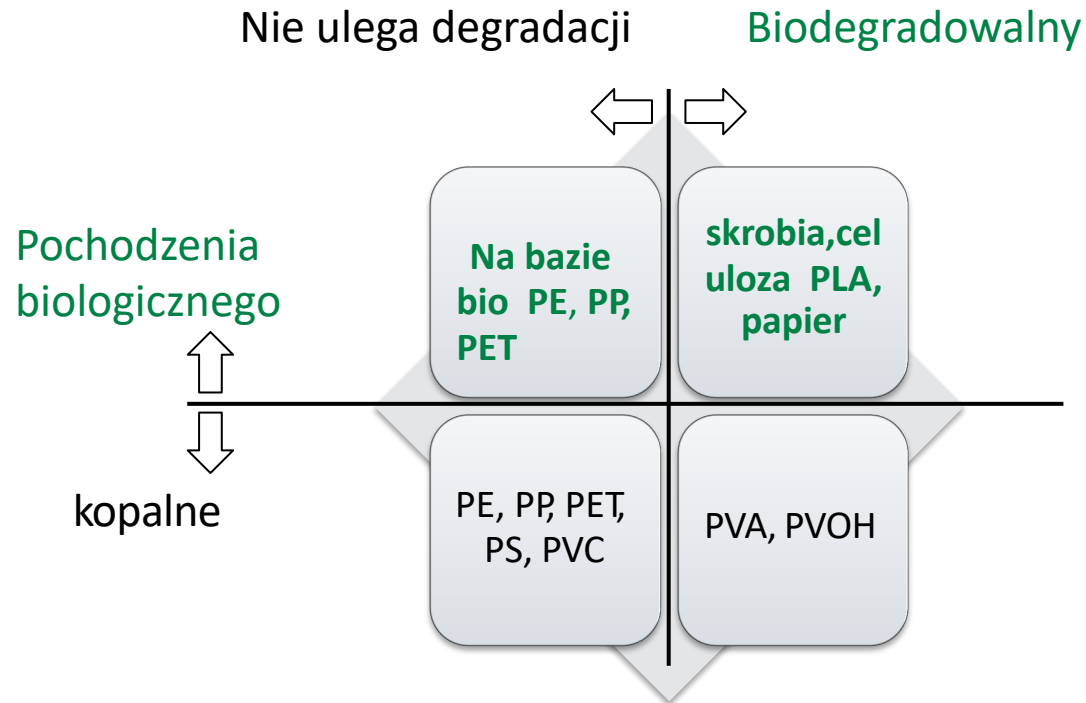 Nie ulega degradacji
Biodegradowalny
Pochodzenia
biologicznego
Na bazie
bio PE, PP,
PET
skrobia,cel
uloza PLA,
papier
kopalne
PE, PP, PET,
PS, PVC
PVA, PVOH